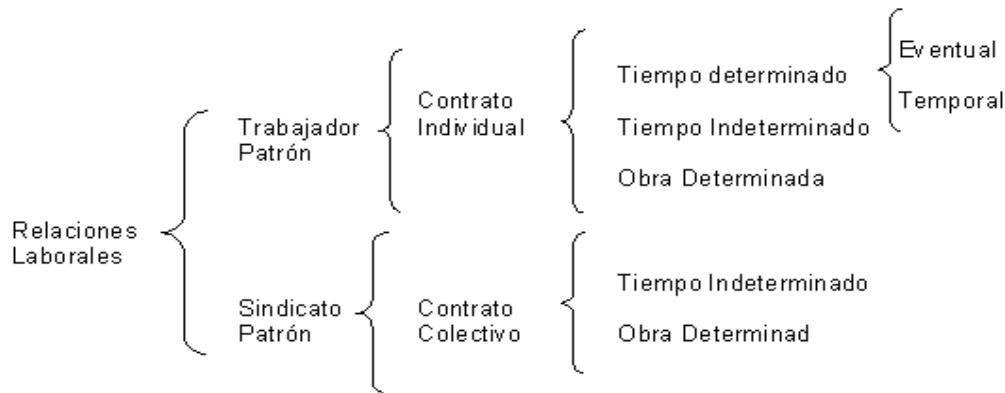 Relaciones
Laborales
Trabajador
Patrón
Contrato
Individual
Tiempo determinado
Eventual
Temporal
Tiempo Indeterminado
Obra Determinada
Sindicato
Patrón
Contrato
Colectivo
Tiempo Indeterminado
Obra Determinad